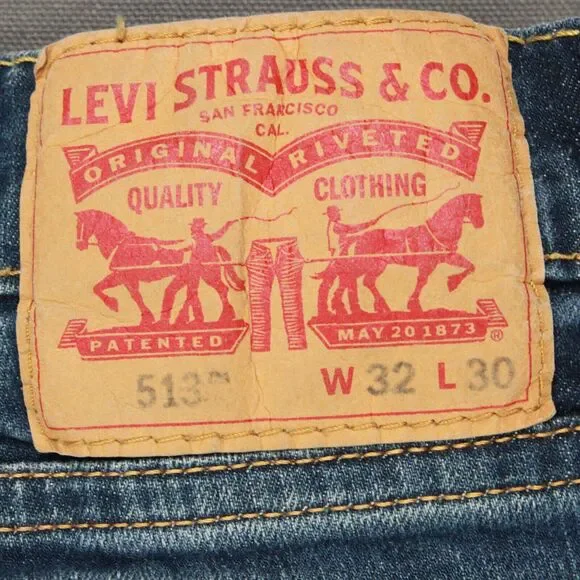 LEVI STRAUSS & CO.
SAN FRANCISCO
CAL.
ORIGINAL RIVETED
QUALITY CLOTHING
PATENTED MAY 20 1873 ®
513 W 32 L 30